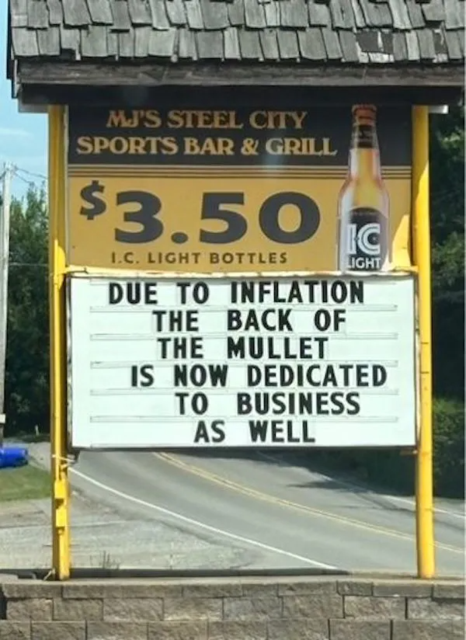 MJ'S STEEL CITY
SPORTS BAR & GRILL
$3.50
I.C. LIGHT BOTTLES
IC
LIGHT
DUE TO INFLATION
THE BACK OF
THE MULLET
IS NOW DEDICATED
TO BUSINESS
AS WELL